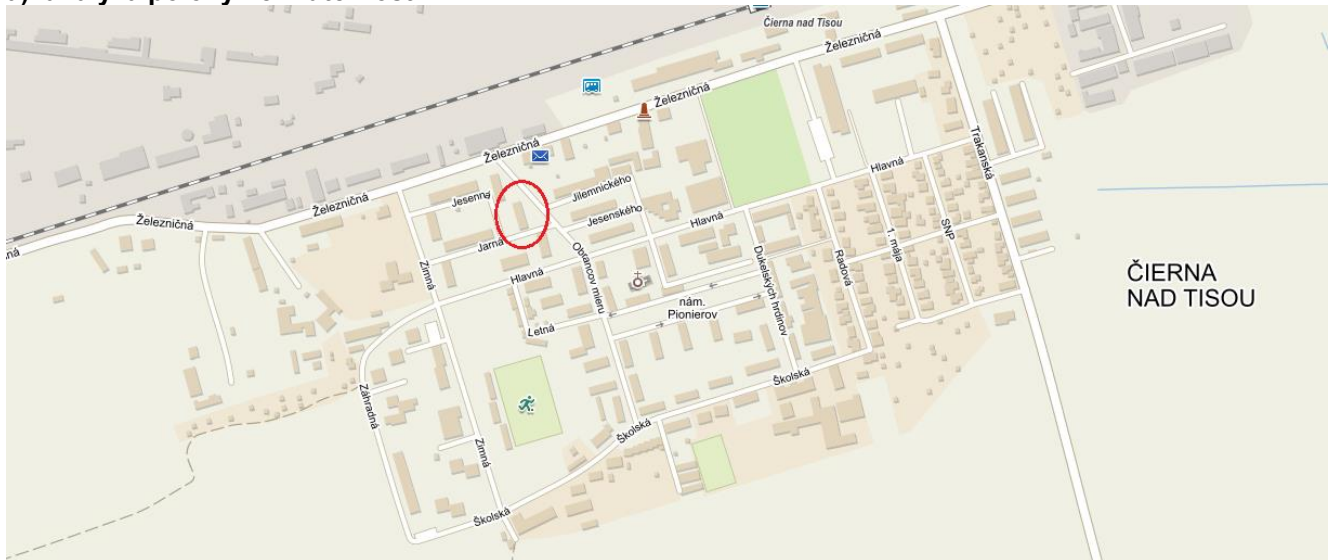 Čierna nad Tisou
Železničná
Železničná
Trakanská
Železničná
Hlavná
Jilemnického
Jesenná
Železničná
Jesenského
Hlavná
SNP
Železničná
Jarná
1. mája
Radová
Obrancov mieru
Dukelských hrdinov
Zimná
Hlavná
ČIERNA
NAD TISOU
nám.
Pionierov
Letná
Školská
Záhradná
Školská
Zimná
Školská